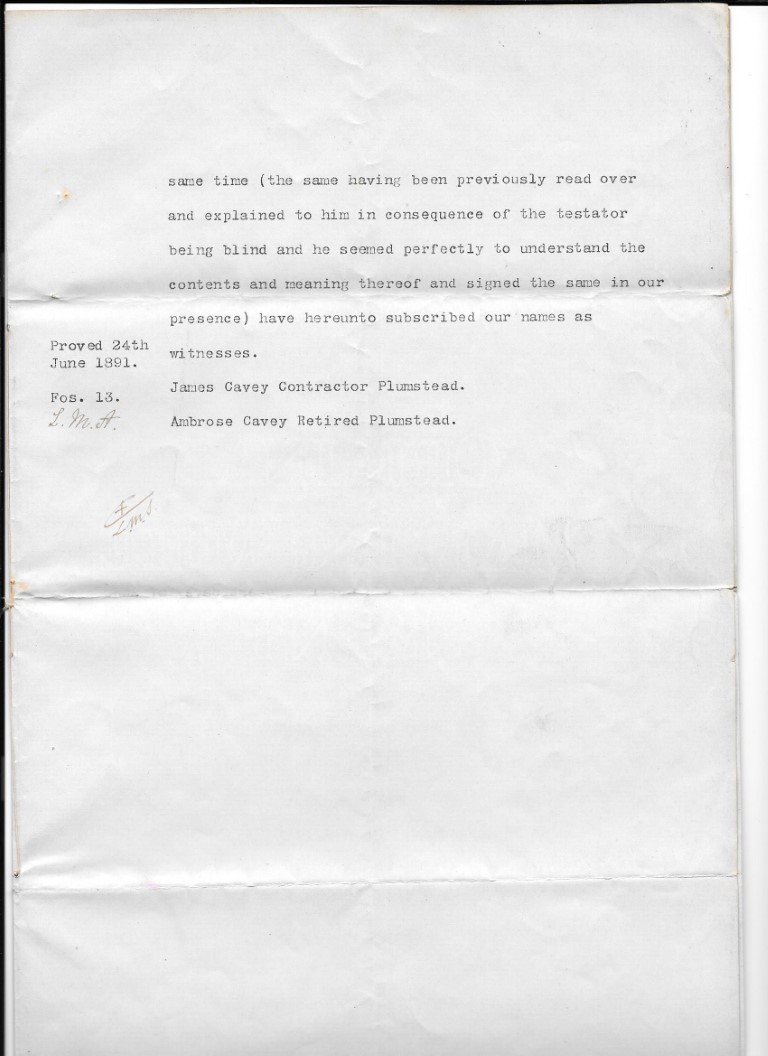 same time (the same having been previously read over
and explained to him in consequence of the testator
being blind and he seemed perfectly to understand the
contents and meaning thereof and signed the same in our
presence) have hereunto subscribed our names as
witnesses.
James Cavey Contractor Plumstead.
Ambrose Cavey Retired Plumstead.
Proved 24th
June 1891.
Fos. 13.
L.M.A.